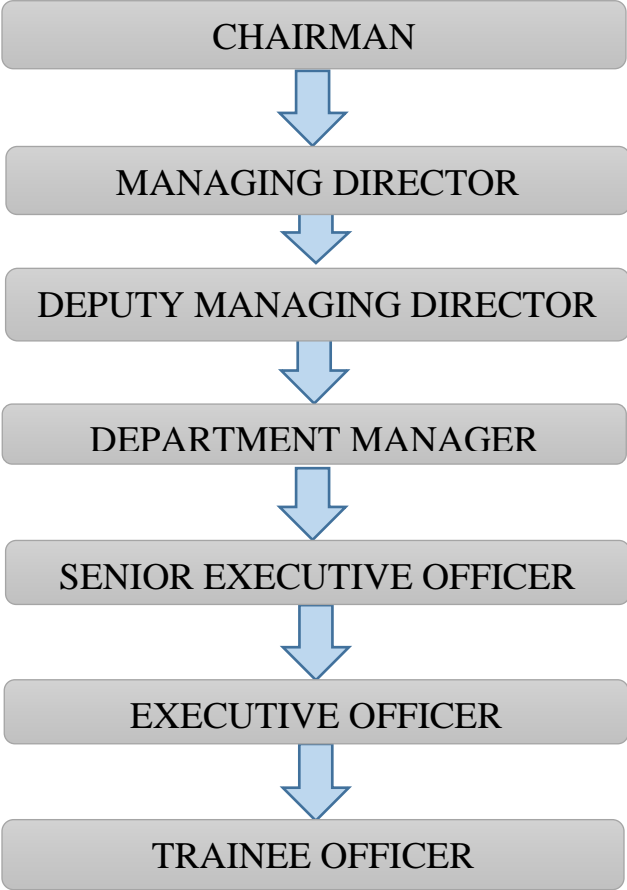 CHAIRMAN
MANAGING DIRECTOR
DEPUTY MANAGING DIRECTOR
DEPARTMENT MANAGER
SENIOR EXECUTIVE OFFICER
EXECUTIVE OFFICER
TRAINEE OFFICER